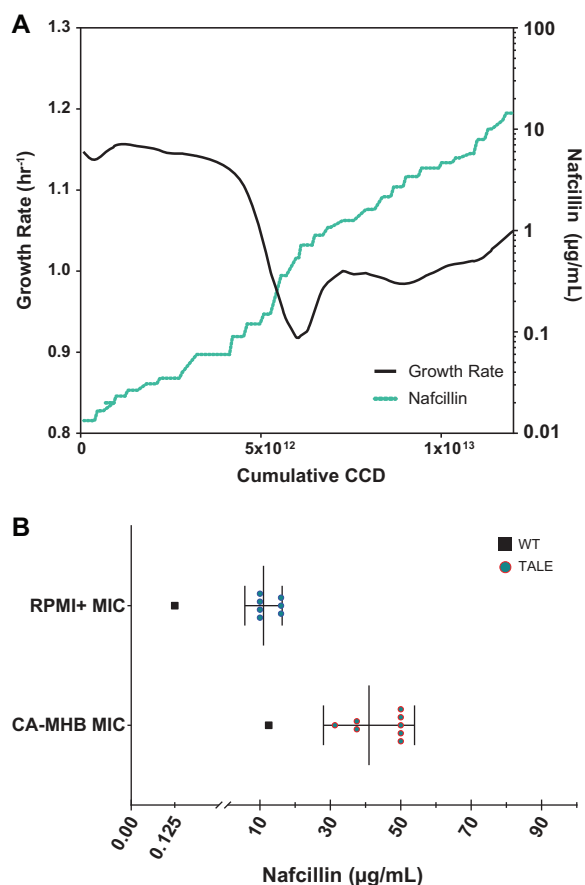 A
1.3
1.2
1.1
1.0
0.9
0.8
Growth Rate (hr⁻¹)
100
10
1
0.1
0.01
Nafcillin (µg/mL)
Growth Rate
Nafcillin
0
5x10¹²
1x10¹³
Cumulative CCD
B
WT
TALE
RPMI+ MIC
CA-MHB MIC
0.00
0.125
10
30
50
70
90
Nafcillin (µg/mL)